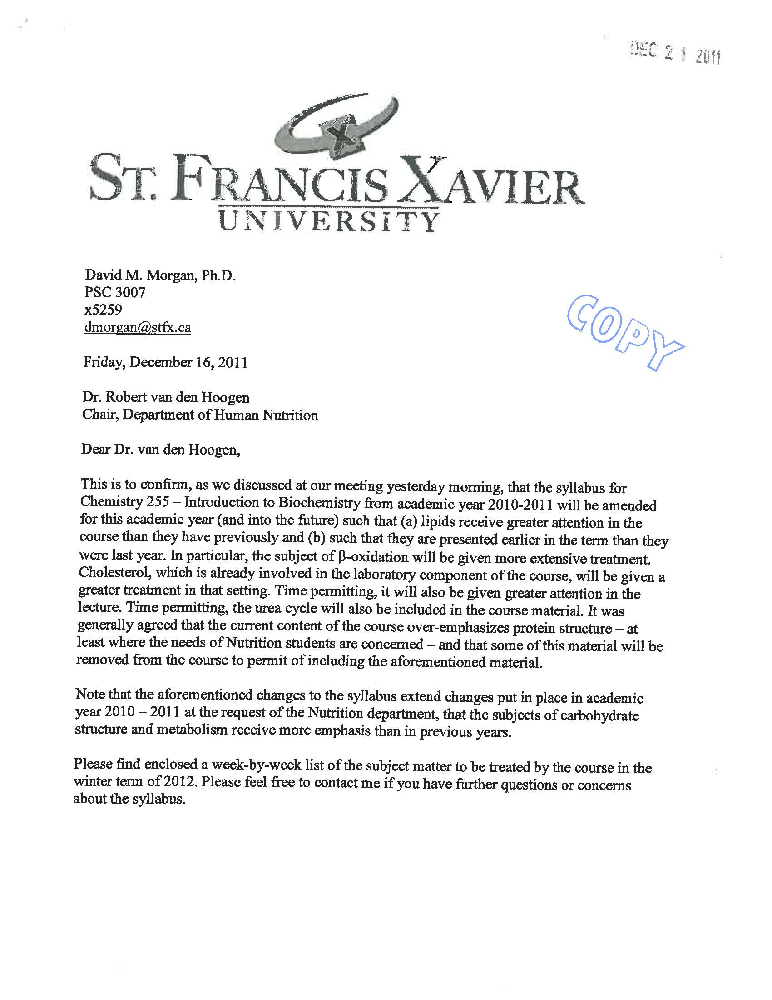 DEC 21 2011
X
ST. FRANCIS XAVIER
UNIVERSITY
David M. Morgan, Ph.D.
PSC 3007
x5259
dmorgan@stfx.ca
COPY
Friday, December 16, 2011
Dr. Robert van den Hoogen
Chair, Department of Human Nutrition
Dear Dr. van den Hoogen,
This is to confirm, as we discussed at our meeting yesterday morning, that the syllabus for
Chemistry 255 – Introduction to Biochemistry from academic year 2010-2011 will be amended
for this academic year (and into the future) such that (a) lipids receive greater attention in the
course than they have previously and (b) such that they are presented earlier in the term than they
were last year. In particular, the subject of β-oxidation will be given more extensive treatment.
Cholesterol, which is already involved in the laboratory component of the course, will be given a
greater treatment in that setting. Time permitting, it will also be given greater attention in the
lecture. Time permitting, the urea cycle will also be included in the course material. It was
generally agreed that the current content of the course over-emphasizes protein structure – at
least where the needs of Nutrition students are concerned – and that some of this material will be
removed from the course to permit of including the aforementioned material.
Note that the aforementioned changes to the syllabus extend changes put in place in academic
year 2010 – 2011 at the request of the Nutrition department, that the subjects of carbohydrate
structure and metabolism receive more emphasis than in previous years.
Please find enclosed a week-by-week list of the subject matter to be treated by the course in the
winter term of 2012. Please feel free to contact me if you have further questions or concerns
about the syllabus.